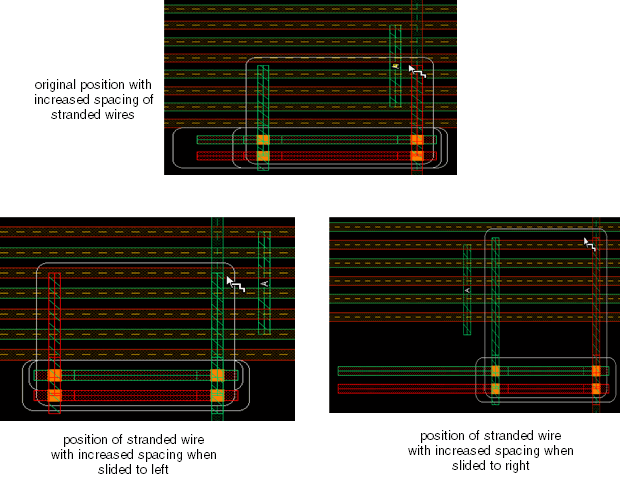 original position with
increased spacing of
stranded wires
A
A
A
position of stranded wire
with increased spacing when
slided to left
position of stranded wire
with increased spacing when
slided to right